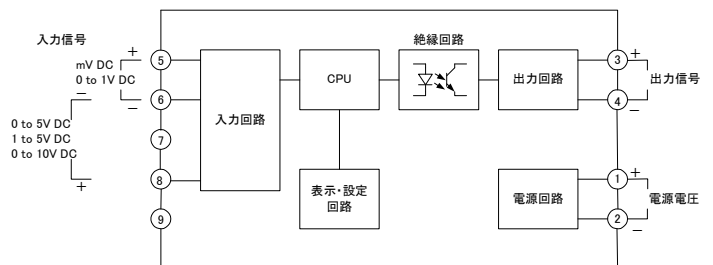 入力信号
+
mV DC
0 to 1V DC
−
−
0 to 5V DC
1 to 5V DC
0 to 10V DC
+
5
6
7
8
9
入力回路
CPU
表示・設定
回路
絶縁回路
出力回路
3
4
+
出力信号
−
電源回路
1
2
+
電源電圧
−